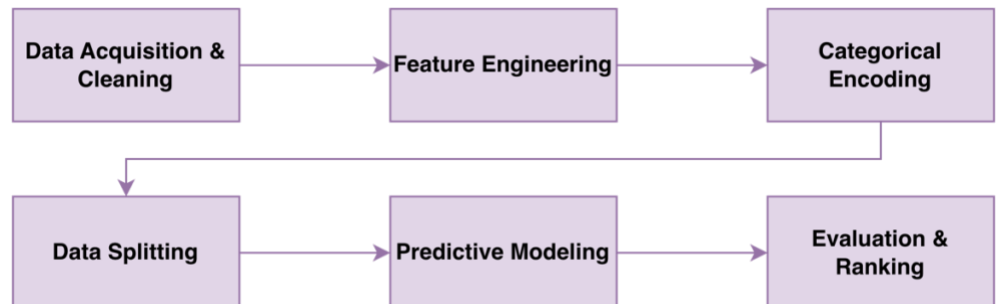 Data Acquisition &
Cleaning
Feature Engineering
Categorical
Encoding
Data Splitting
Predictive Modeling
Evaluation &
Ranking